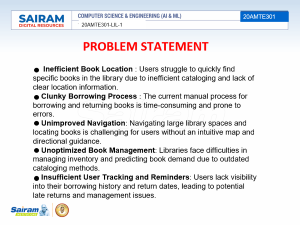 SAIRAM
DIGITAL RESOURCES
COMPUTER SCIENCE & ENGINEERING (AI & ML)
20AMTE301
20AMTE301-LIL-1
PROBLEM STATEMENT
● Inefficient Book Location : Users struggle to quickly find
specific books in the library due to inefficient cataloging and lack of
clear location information.
● Clunky Borrowing Process : The current manual process for
borrowing and returning books is time-consuming and prone to
errors.
● Unimproved Navigation: Navigating large library spaces and
locating books is challenging for users without an intuitive map and
directional guidance.
● Unoptimized Book Management: Libraries face difficulties in
managing inventory and predicting book demand due to outdated
cataloging methods.
● Insufficient User Tracking and Reminders: Users lack visibility
into their borrowing history and return dates, leading to potential
late returns and management issues.
Sairam